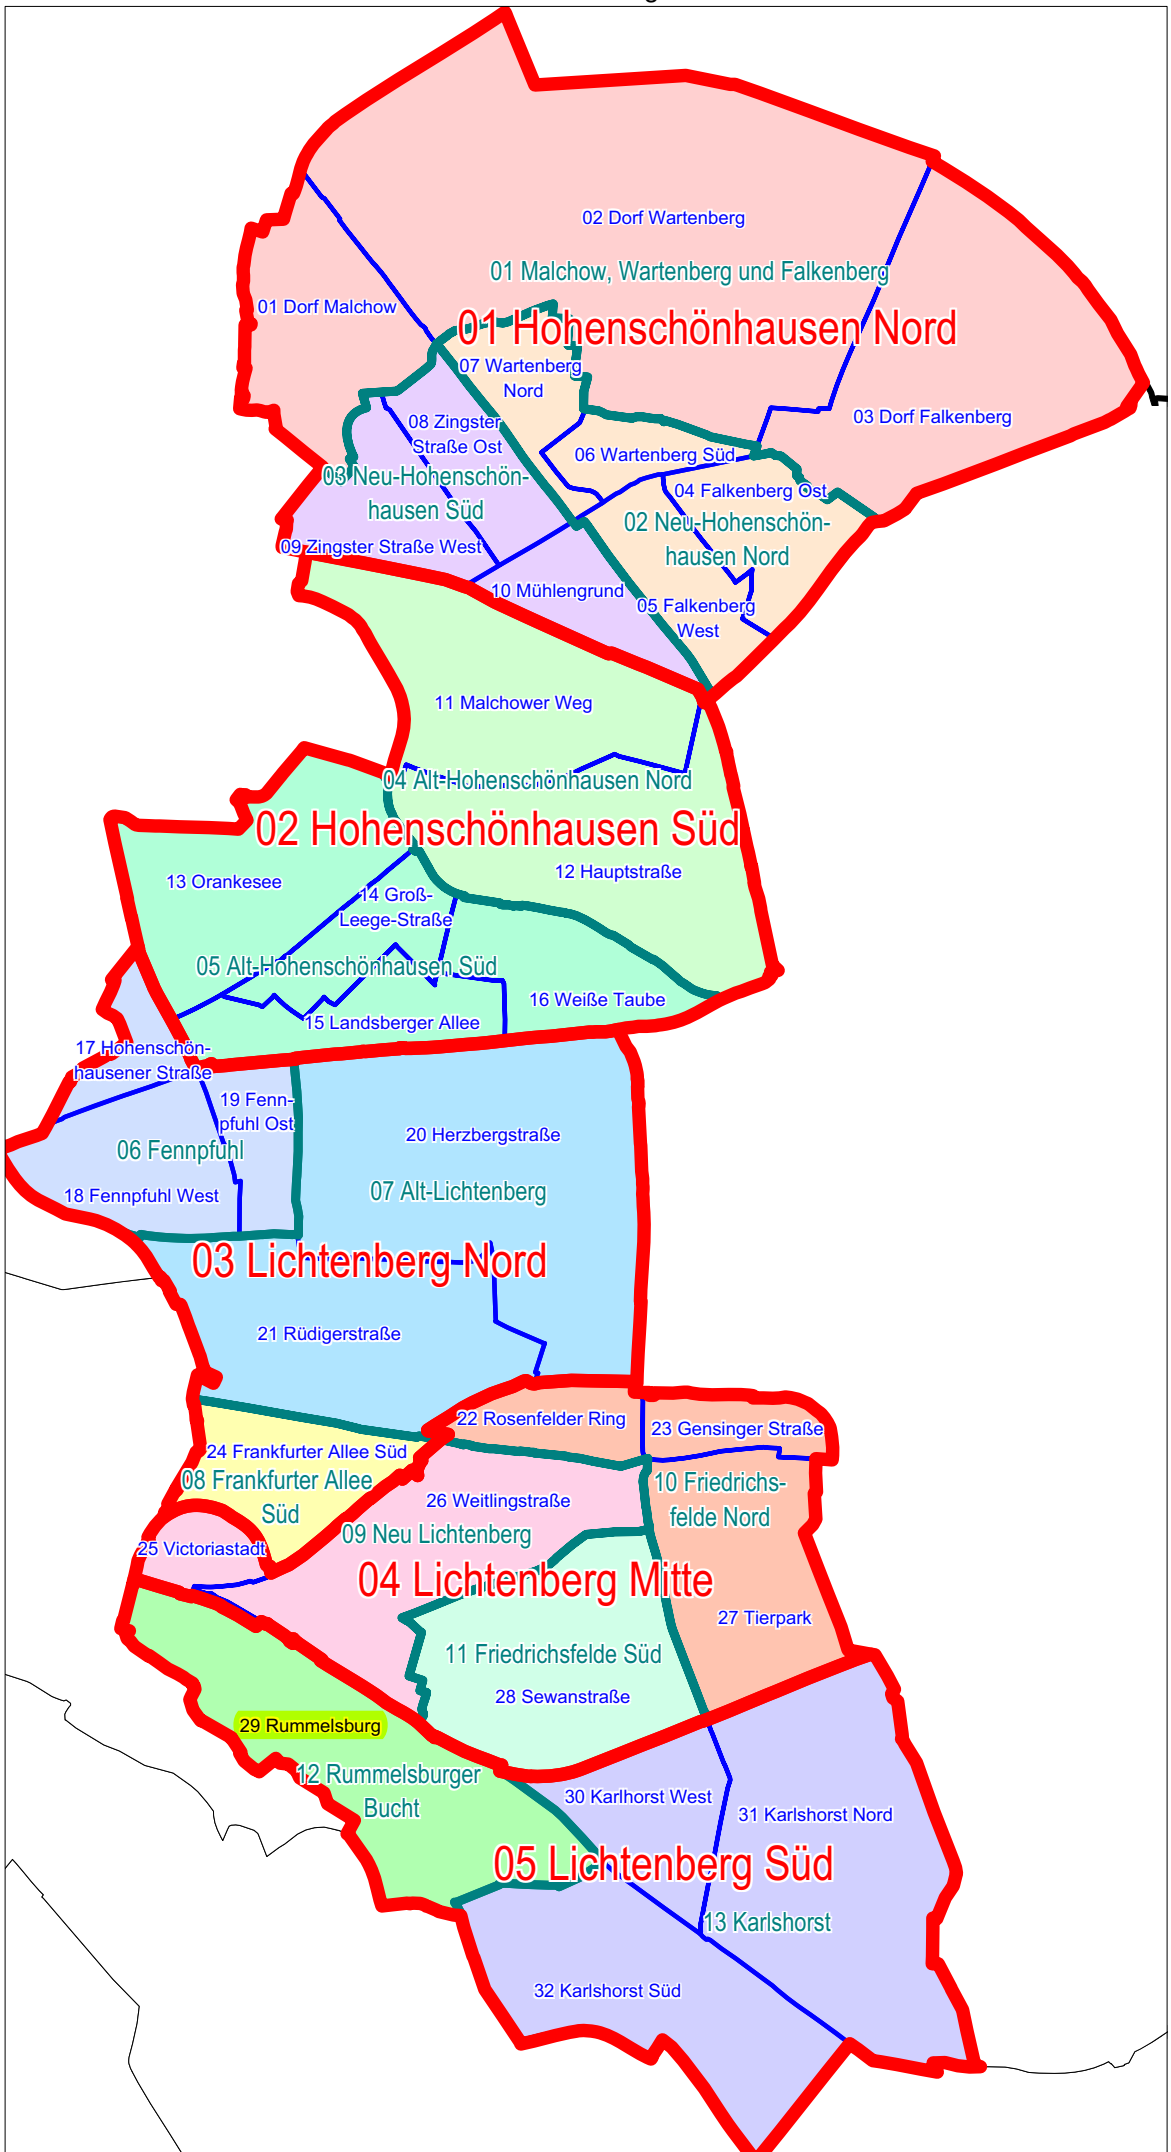 02 Dorf Wartenberg
01 Malchow, Wartenberg und Falkenberg
01 Dorf Malchow
01 Hohenschönhausen Nord
07 Wartenberg
Nord
03 Dorf Falkenberg
08 Zingster
Straße Ost
06 Wartenberg Süd
03 Neu-Hohenschön-
hausen Süd
04 Falkenberg Ost
02 Neu-Hohenschön-
hausen Nord
09 Zingster Straße West
10 Mühlengrund
05 Falkenberg
West
11 Malchower Weg
04 Alt-Hohenschönhausen Nord
02 Hohenschönhausen Süd
12 Hauptstraße
13 Orankesee
14 Groß-
Leege-Straße
05 Alt-Hohenschönhausen Süd
16 Weiße Taube
15 Landsberger Allee
17 Hohenschön-
hausener Straße
19 Fenn-
pfuhl Ost
20 Herzbergstraße
06 Fennpfuhl
18 Fennpfuhl West
07 Alt-Lichtenberg
03 Lichtenberg Nord
21 Rüdigerstraße
22 Rosenfelder Ring
23 Gensinger Straße
24 Frankfurter Allee Süd
08 Frankfurter Allee
Süd
10 Friedrichs-
felde Nord
26 Weitlingstraße
09 Neu Lichtenberg
25 Victoriastadt
04 Lichtenberg Mitte
27 Tierpark
11 Friedrichsfelde Süd
28 Sewanstraße
29 Rummelsburg
12 Rummelsburger
Bucht
30 Karlhorst West
31 Karlshorst Nord
05 Lichtenberg Süd
13 Karlshorst
32 Karlshorst Süd